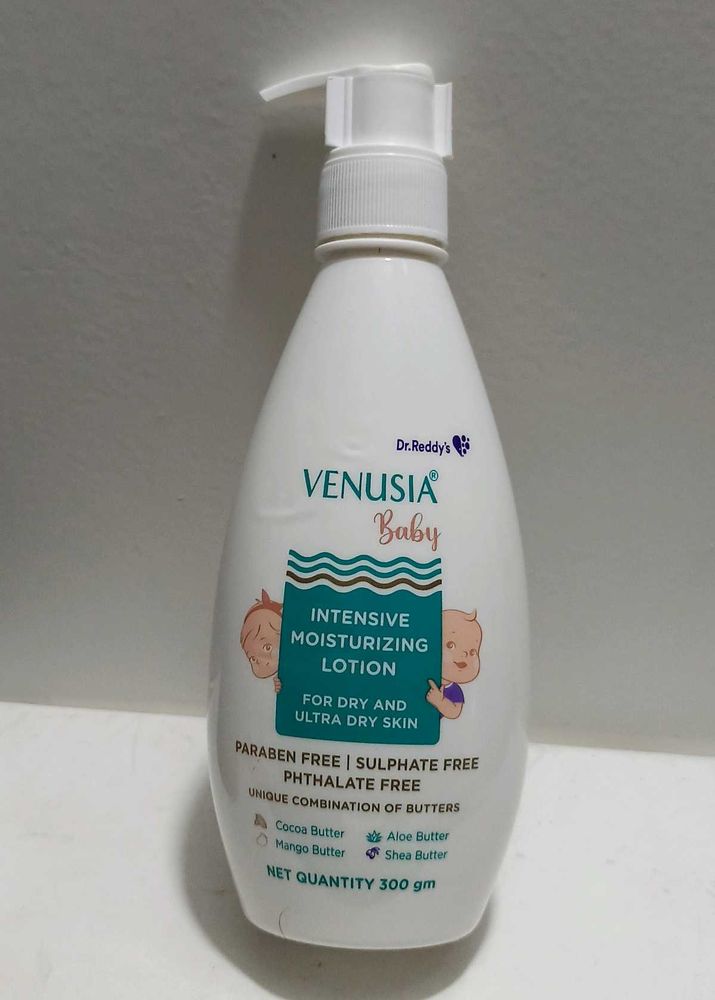 Dr.Reddy's
VENUSIA®
Baby
INTENSIVE
MOISTURIZING
LOTION
FOR DRY AND
ULTRA DRY SKIN
PARABEN FREE | SULPHATE FREE
PHTHALATE FREE
UNIQUE COMBINATION OF BUTTERS
Cocoa Butter Aloe Butter
Mango Butter Shea Butter
NET QUANTITY 300 gm